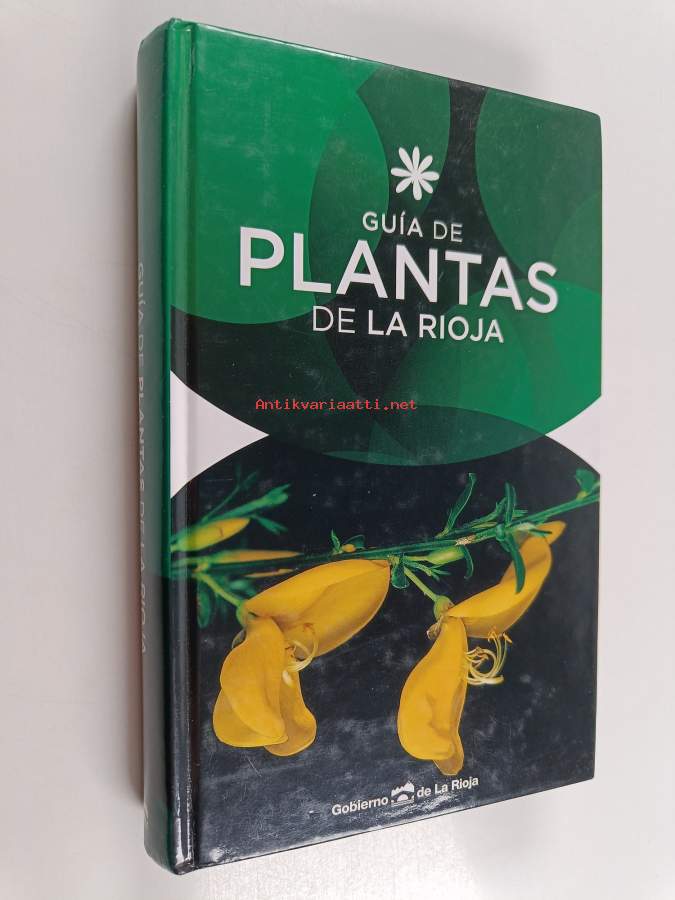 GUÍA DE
PLANTAS
DE LA RIOJA
Antikvariaatti.net
Gobierno de La Rioja
GUÍA DE PLANTAS DE LA RIOJA